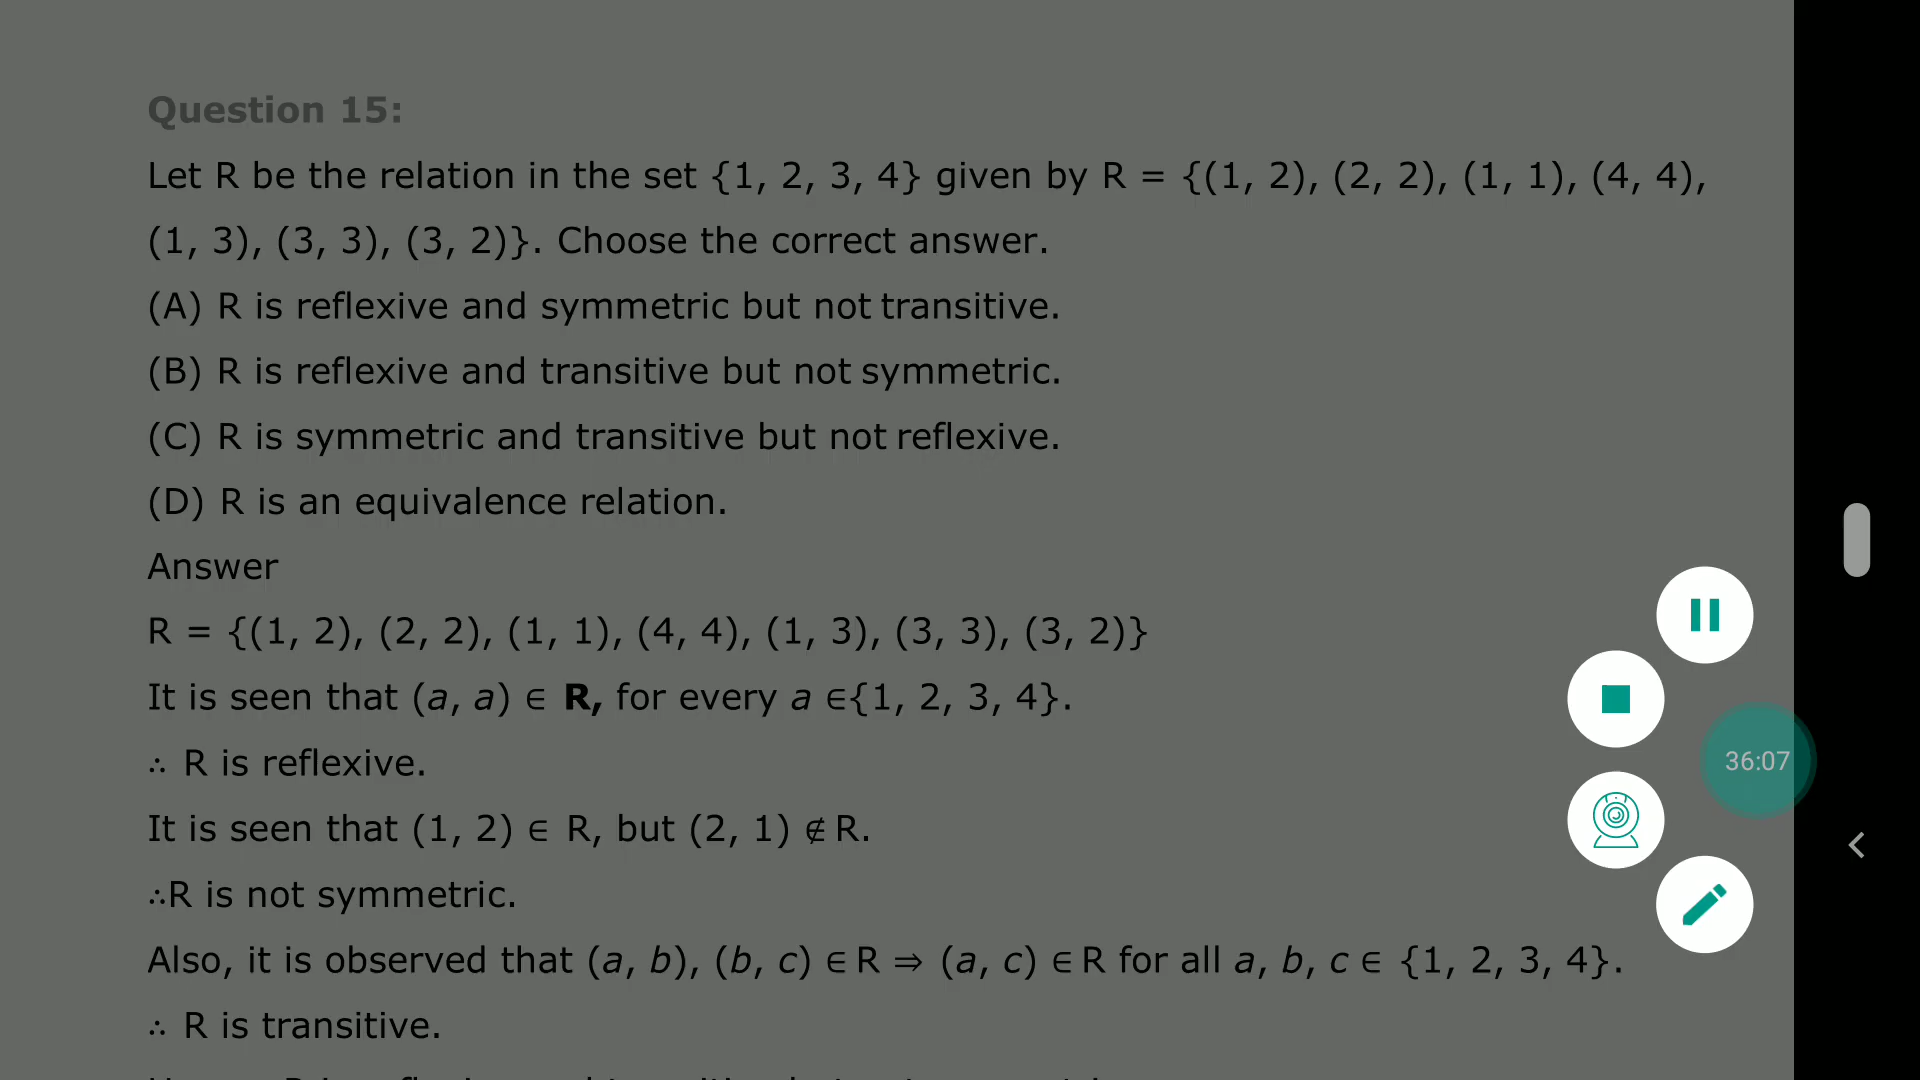 Question 15:
Let R be the relation in the set {1, 2, 3, 4} given by R = {(1, 2), (2, 2), (1, 1), (4, 4),
(1, 3), (3, 3), (3, 2)}. Choose the correct answer.
(A) R is reflexive and symmetric but not transitive.
(B) R is reflexive and transitive but not symmetric.
(C) R is symmetric and transitive but not reflexive.
(D) R is an equivalence relation.
Answer
R = {(1, 2), (2, 2), (1, 1), (4, 4), (1, 3), (3, 3), (3, 2)}
It is seen that (a, a) ∈ R, for every a ∈{1, 2, 3, 4}.
∴ R is reflexive.
36:07
It is seen that (1, 2) ∈ R, but (2, 1) ∉ R.
∴R is not symmetric.
Also, it is observed that (a, b), (b, c) ∈ R ⇒ (a, c) ∈ R for all a, b, c ∈ {1, 2, 3, 4}.
∴ R is transitive.